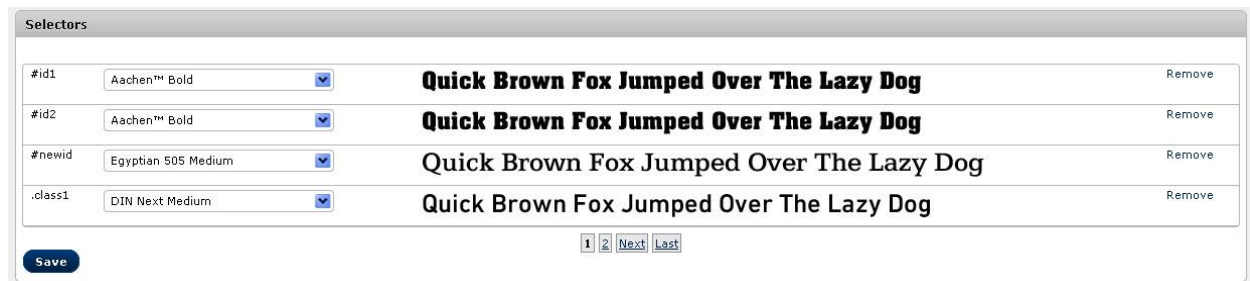 Selectors
#id1 Aachen™ Bold Quick Brown Fox Jumped Over The Lazy Dog Remove
#id2 Aachen™ Bold Quick Brown Fox Jumped Over The Lazy Dog Remove
#newid Egyptian 505 Medium Quick Brown Fox Jumped Over The Lazy Dog Remove
.class1 DIN Next Medium Quick Brown Fox Jumped Over The Lazy Dog Remove
1 2 Next Last
Save